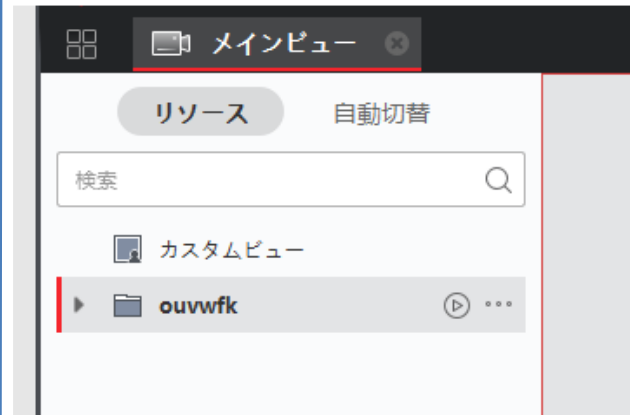 メインビュー
リソース 自動切替
検索
カスタムビュー
ouvwfk